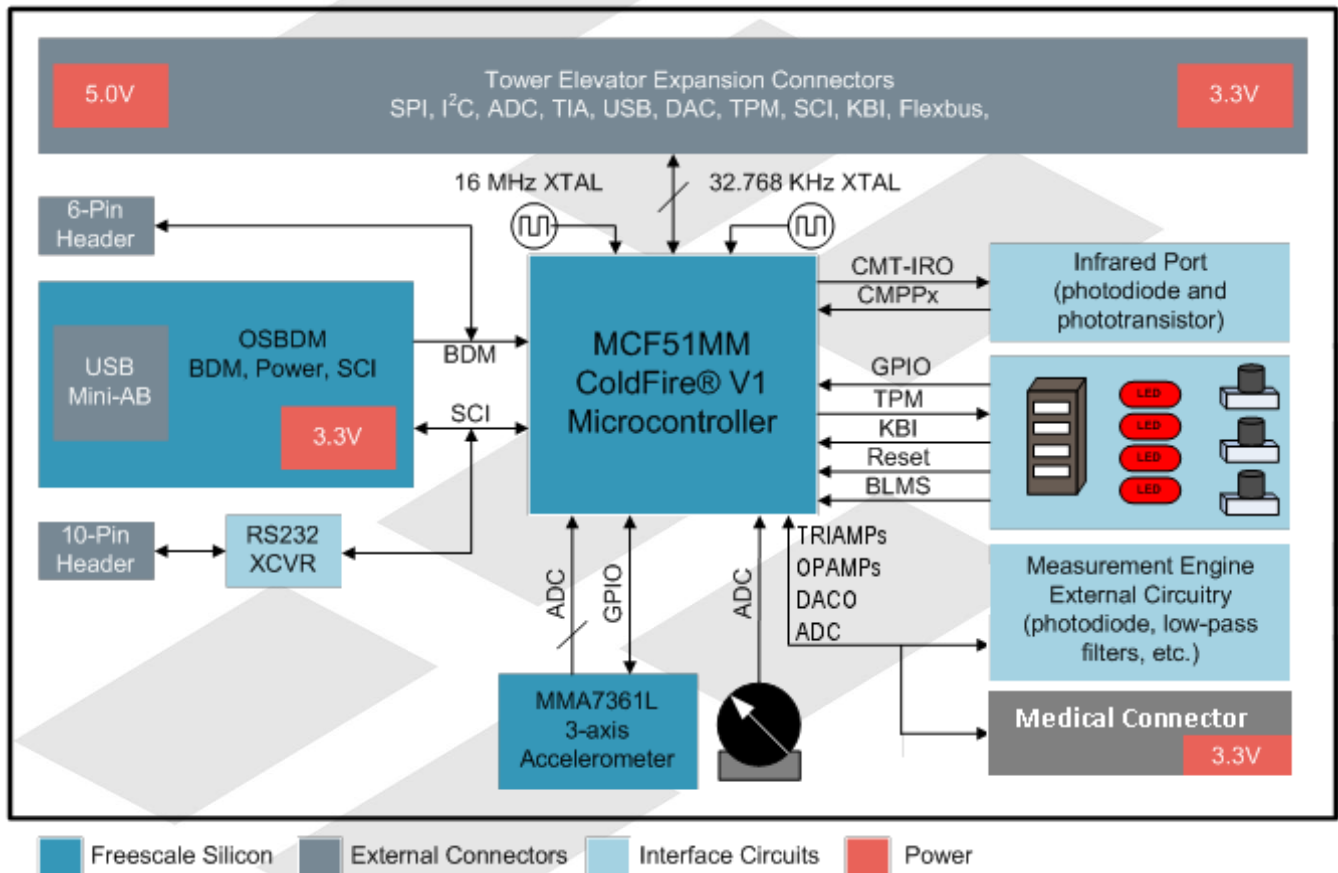 5.0V
Tower Elevator Expansion Connectors
SPI, I²C, ADC, TIA, USB, DAC, TPM, SCI, KBI, Flexbus,
3.3V
16 MHz XTAL
32.768 KHz XTAL
6-Pin
Header
USB
Mini-AB
OSBDM
BDM, Power, SCI
3.3V
BDM
SCI
10-Pin
Header
RS232
XCVR
MCF51MM
ColdFire® V1
Microcontroller
CMT-IRO
CMPPx
Infrared Port
(photodiode and
phototransistor)
GPIO
TPM
KBI
Reset
BLMS
LED
LED
LED
LED
ADC
GPIO
ADC
TRIAMPs
OPAMPs
DACO
ADC
Measurement Engine
External Circuitry
(photodiode, low-pass
filters, etc.)
MMA7361L
3-axis
Accelerometer
Medical Connector
3.3V
Freescale Silicon
External Connectors
Interface Circuits
Power